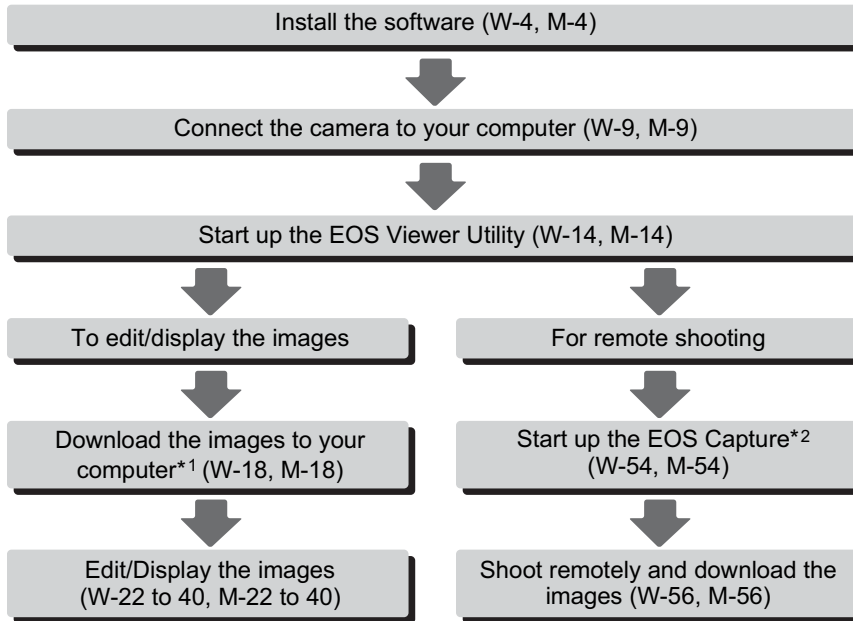 Install the software (W-4, M-4)
Connect the camera to your computer (W-9, M-9)
Start up the EOS Viewer Utility (W-14, M-14)
To edit/display the images
Download the images to your
computer*1 (W-18, M-18)
Edit/Display the images
(W-22 to 40, M-22 to 40)
For remote shooting
Start up the EOS Capture*2
(W-54, M-54)
Shoot remotely and download the
images (W-56, M-56)